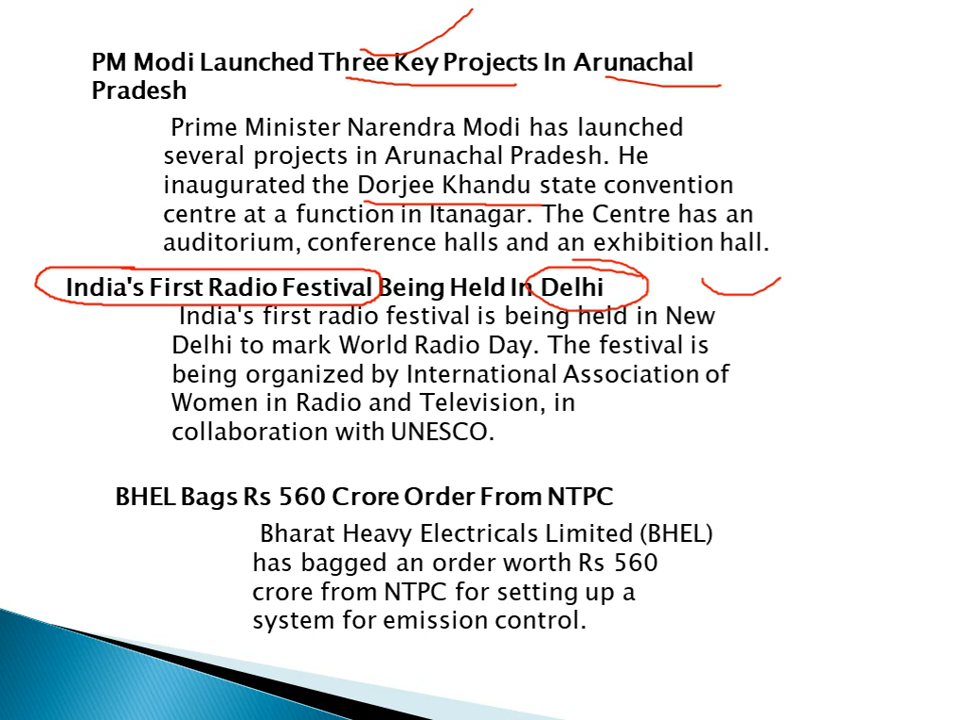 PM Modi Launched Three Key Projects In Arunachal
Pradesh
Prime Minister Narendra Modi has launched
several projects in Arunachal Pradesh. He
inaugurated the Dorjee Khandu state convention
centre at a function in Itanagar. The Centre has an
auditorium, conference halls and an exhibition hall.
India's First Radio Festival Being Held In Delhi
India's first radio festival is being held in New
Delhi to mark World Radio Day. The festival is
being organized by International Association of
Women in Radio and Television, in
collaboration with UNESCO.
BHEL Bags Rs 560 Crore Order From NTPC
Bharat Heavy Electricals Limited (BHEL)
has bagged an order worth Rs 560
crore from NTPC for setting up a
system for emission control.